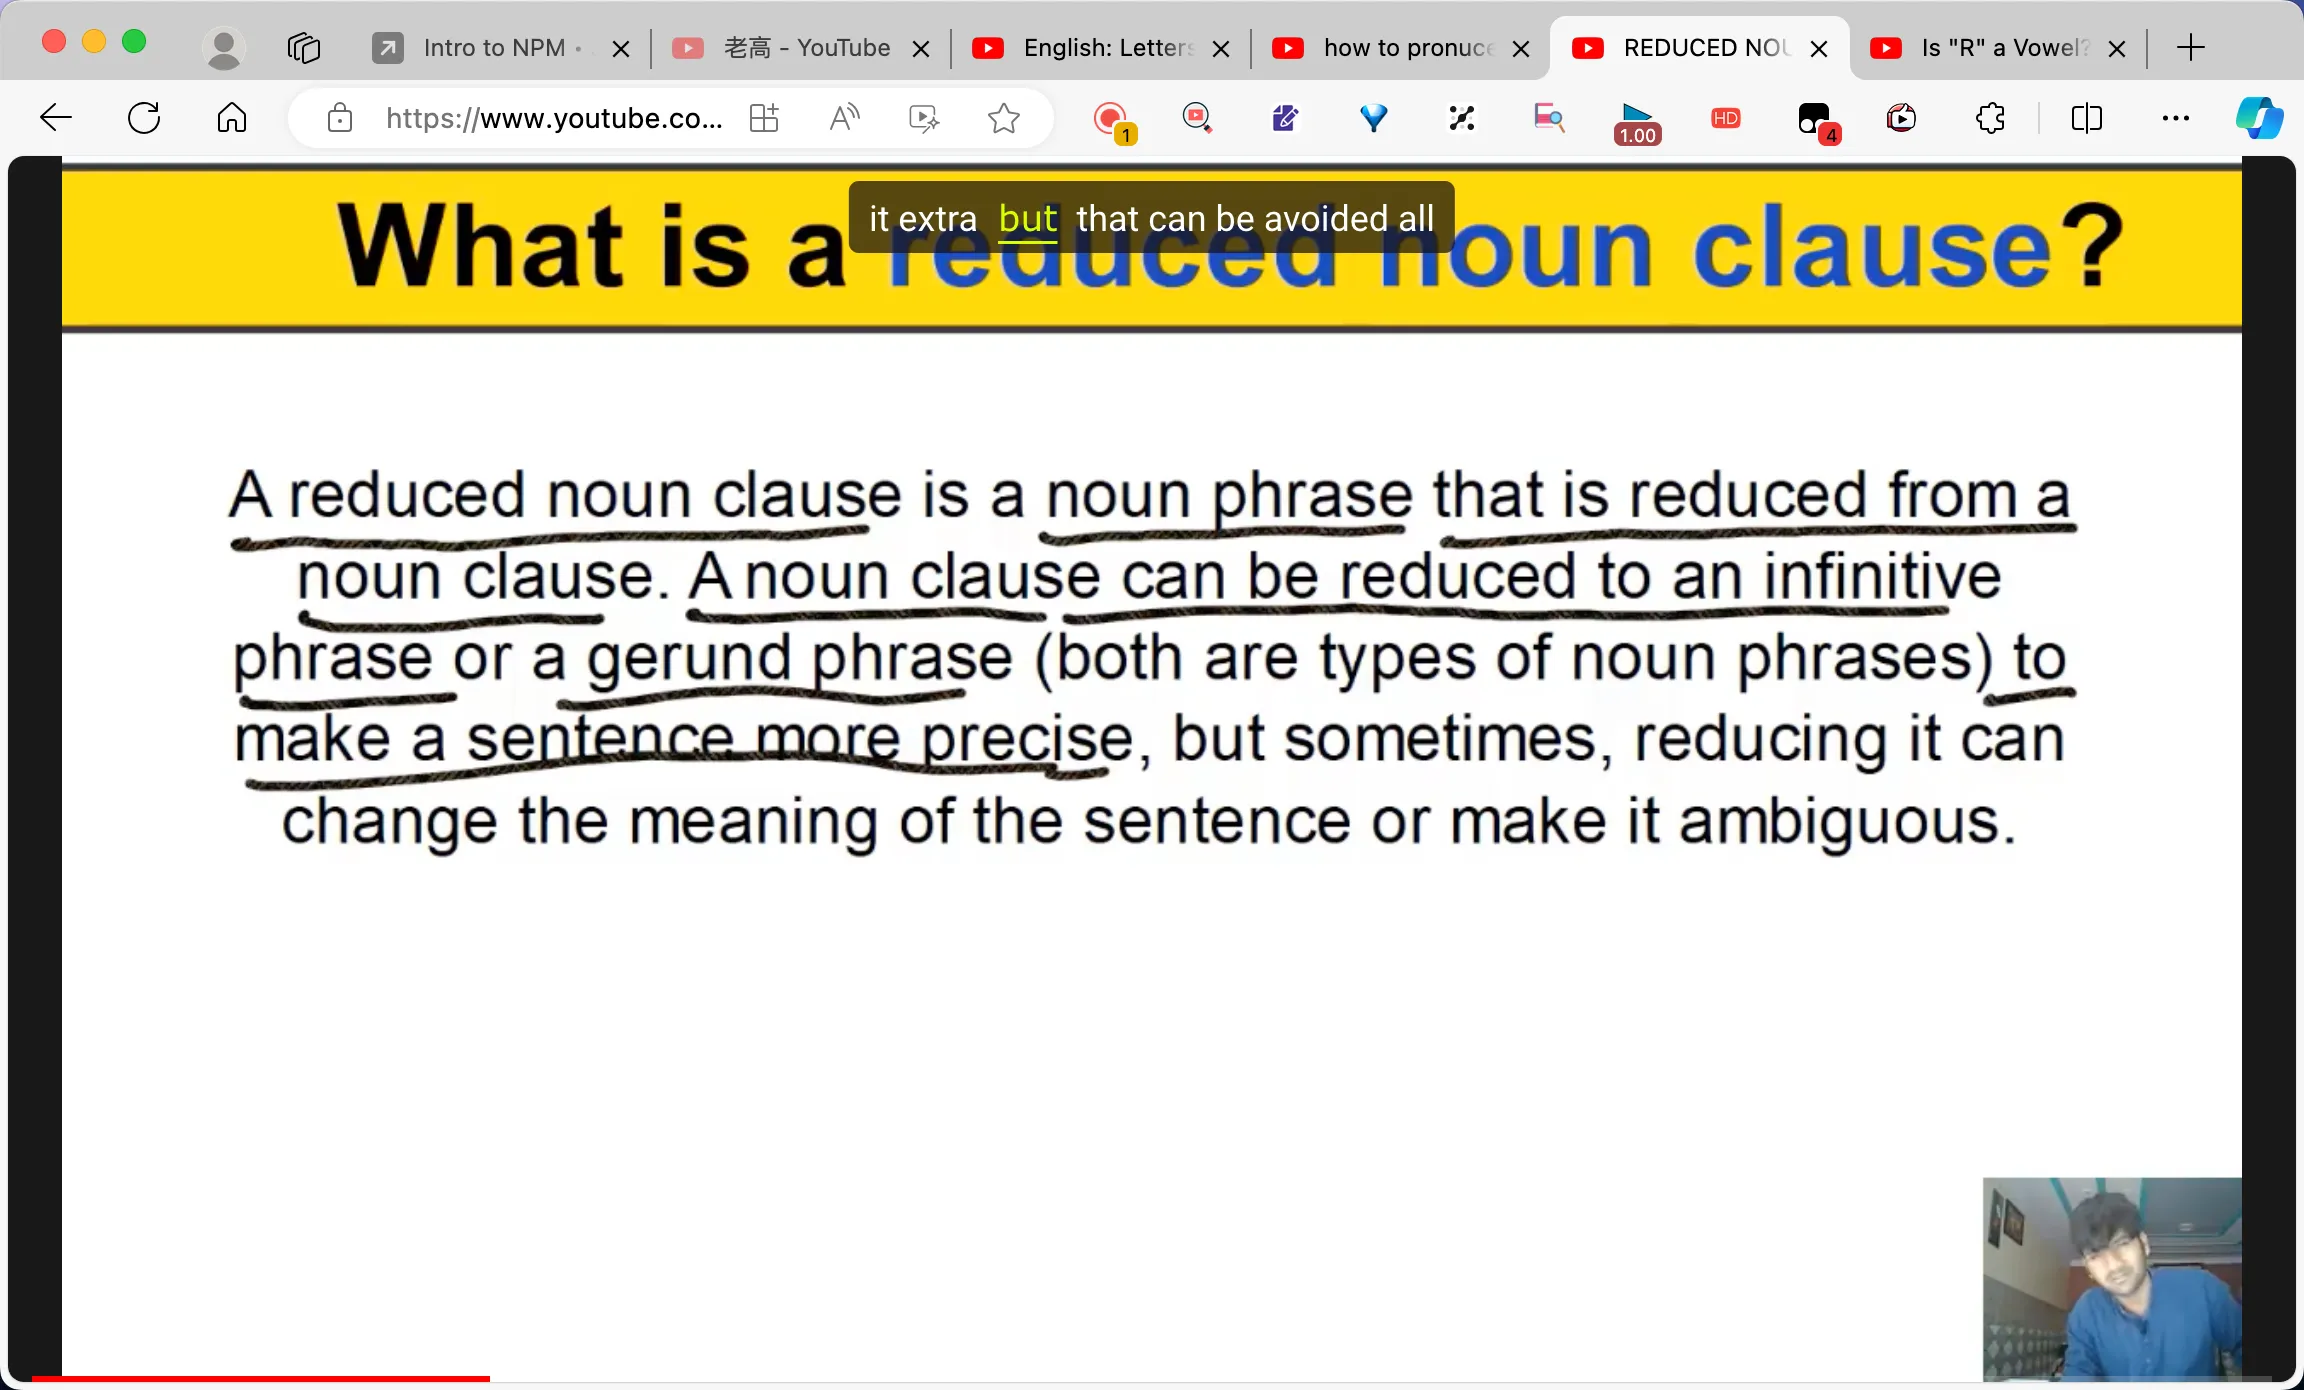 Intro to NPM •
老高 - YouTube
English: Letters
how to pronuce
REDUCED NOU
Is "R" a Vowel?
https://www.youtube.co...
1
1.00
HD
4
What is a reduced noun clause?
it extra but that can be avoided all
A reduced noun clause is a noun phrase that is reduced from a
noun clause. A noun clause can be reduced to an infinitive
phrase or a gerund phrase (both are types of noun phrases) to
make a sentence more precise, but sometimes, reducing it can
change the meaning of the sentence or make it ambiguous.